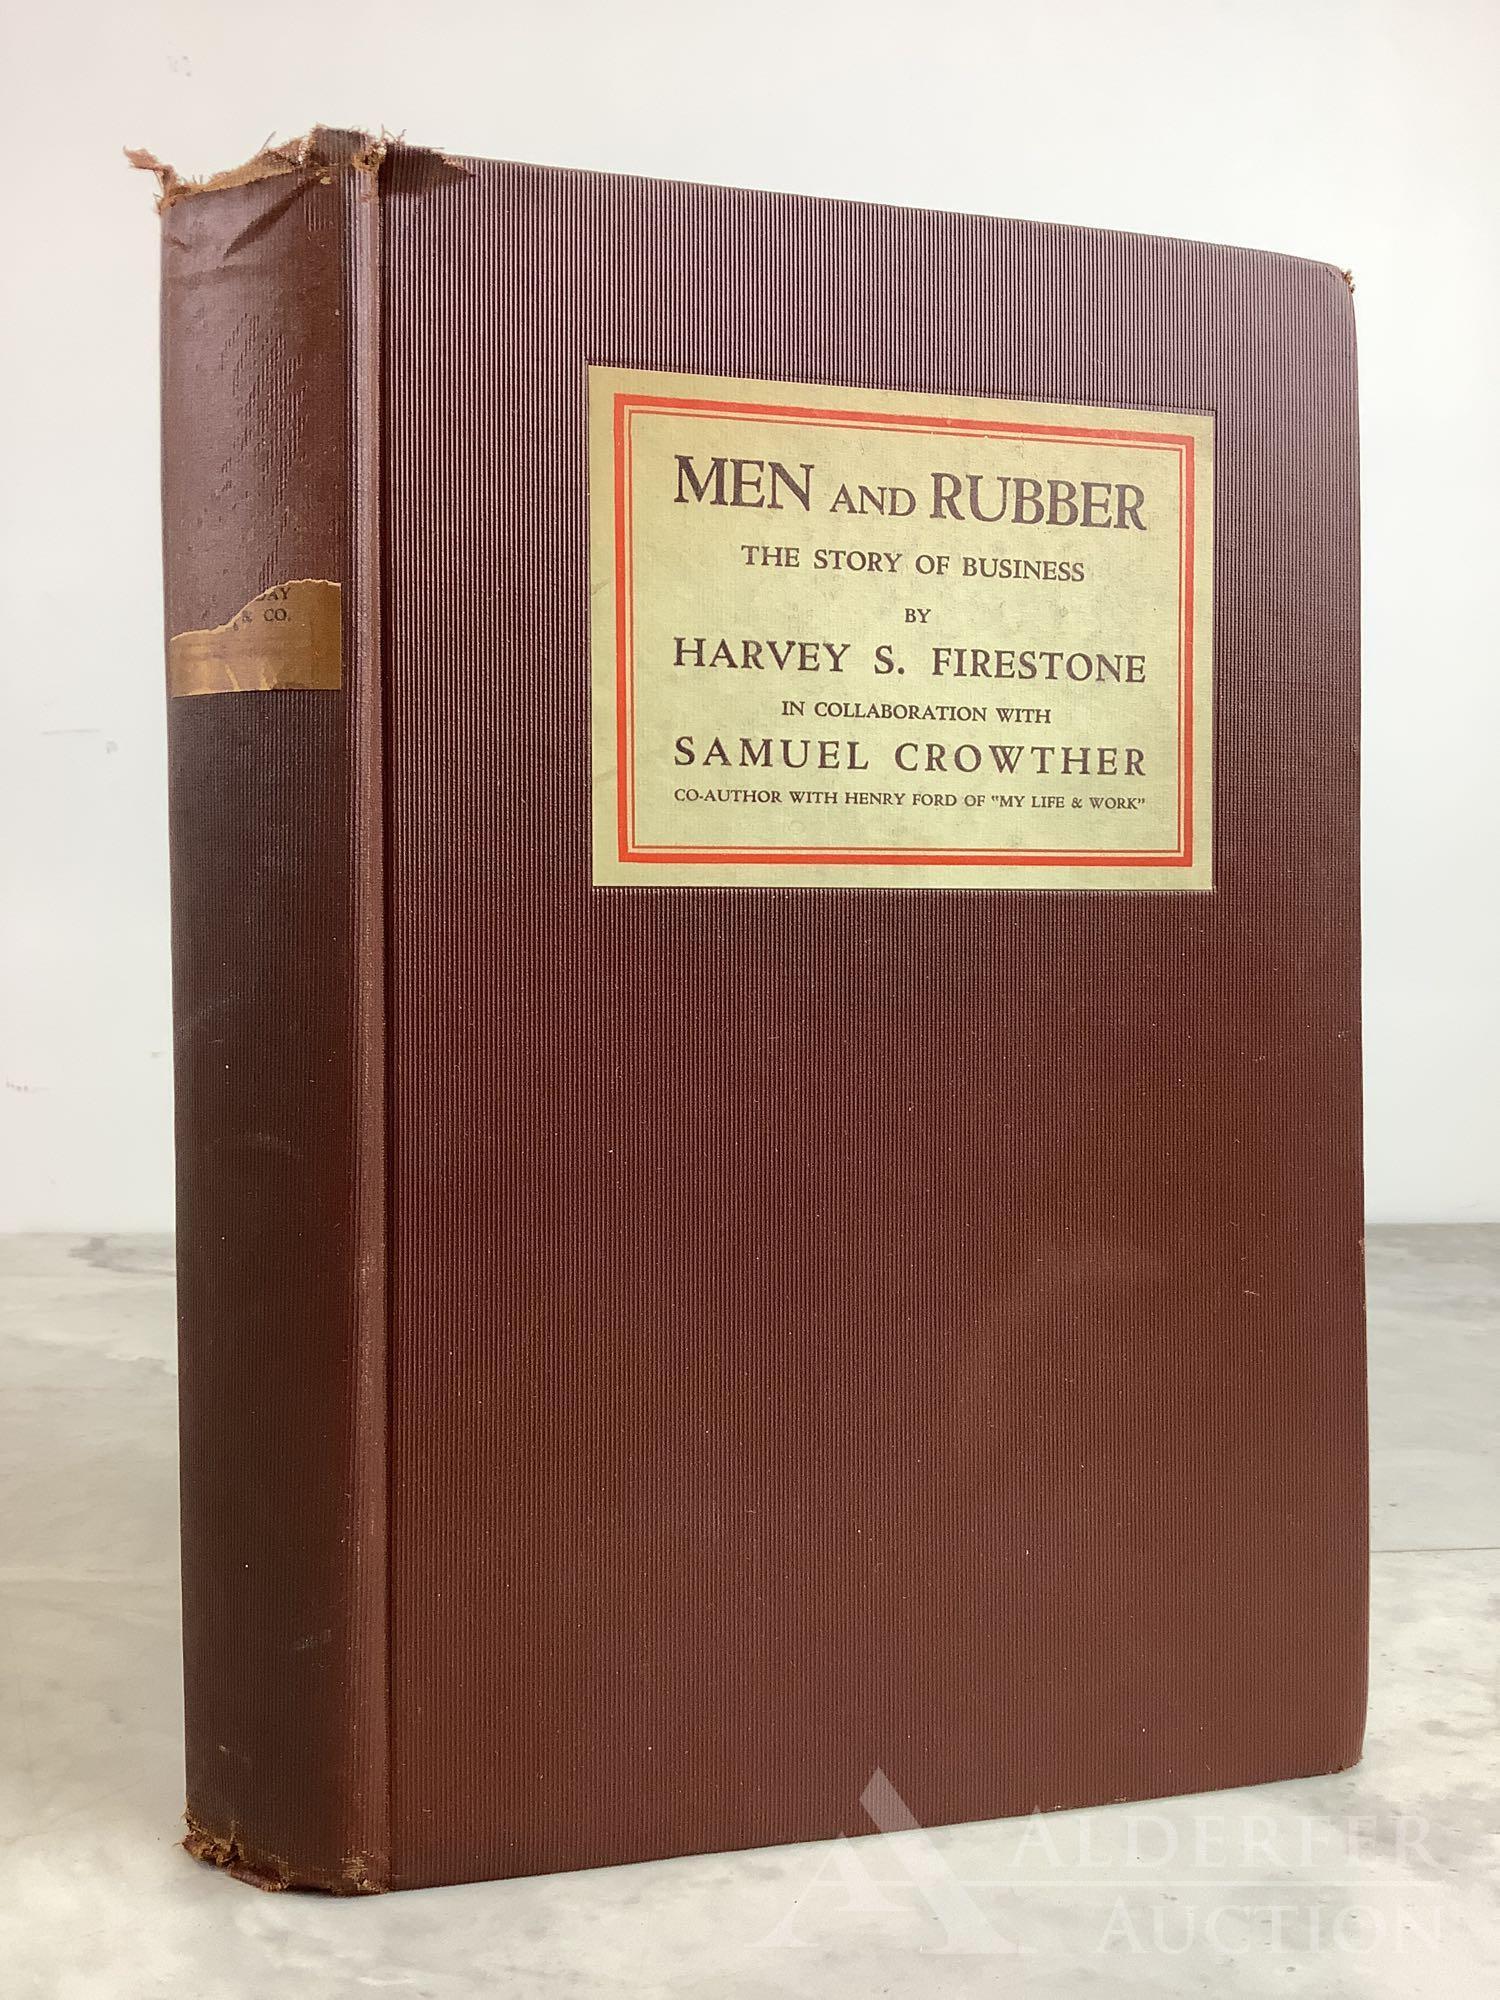 MEN AND RUBBER
THE STORY OF BUSINESS
BY
HARVEY S. FIRESTONE
IN COLLABORATION WITH
SAMUEL CROWTHER
CO-AUTHOR WITH HENRY FORD OF "MY LIFE & WORK"
DAY
& CO.
ALDERFER
AUCTION